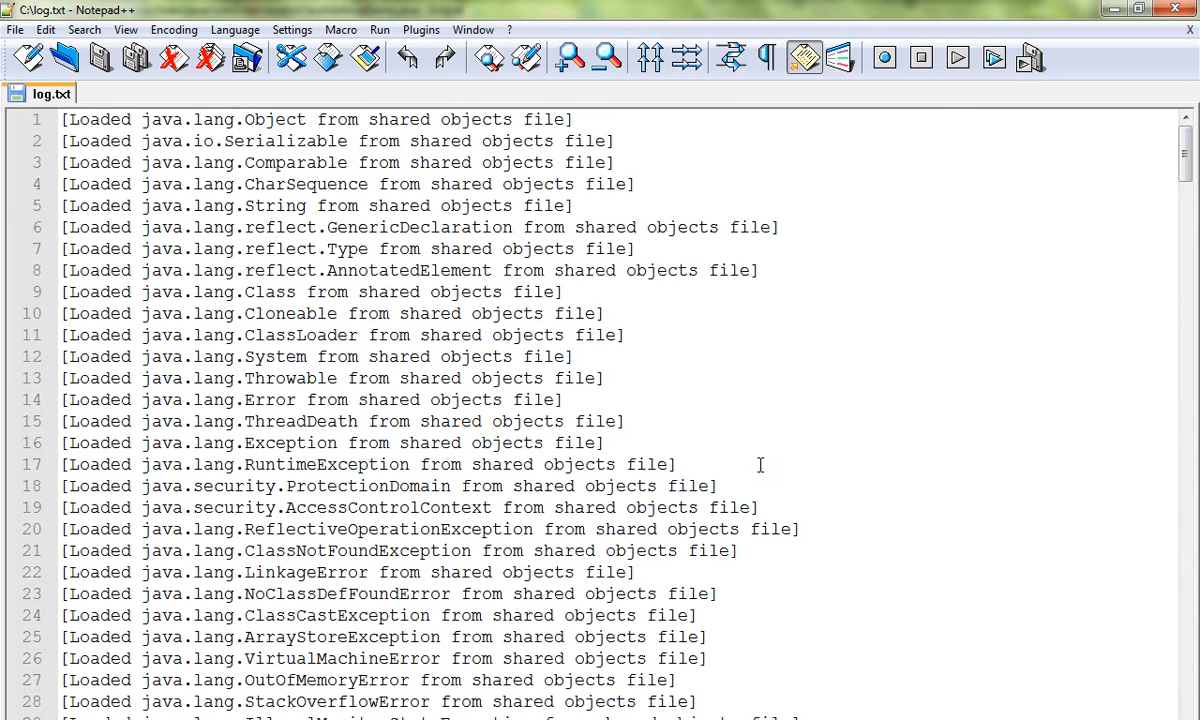 C:\log.txt - Notepad++
File Edit Search View Encoding Language Settings Macro Run Plugins Window ? X
log.txt
1 [Loaded java.lang.Object from shared objects file]
2 [Loaded java.io.Serializable from shared objects file]
3 [Loaded java.lang.Comparable from shared objects file]
4 [Loaded java.lang.CharSequence from shared objects file]
5 [Loaded java.lang.String from shared objects file]
6 [Loaded java.lang.reflect.GenericDeclaration from shared objects file]
7 [Loaded java.lang.reflect.Type from shared objects file]
8 [Loaded java.lang.reflect.AnnotatedElement from shared objects file]
9 [Loaded java.lang.Class from shared objects file]
10 [Loaded java.lang.Cloneable from shared objects file]
11 [Loaded java.lang.ClassLoader from shared objects file]
12 [Loaded java.lang.System from shared objects file]
13 [Loaded java.lang.Throwable from shared objects file]
14 [Loaded java.lang.Error from shared objects file]
15 [Loaded java.lang.ThreadDeath from shared objects file]
16 [Loaded java.lang.Exception from shared objects file]
17 [Loaded java.lang.RuntimeException from shared objects file]
18 [Loaded java.security.ProtectionDomain from shared objects file]
19 [Loaded java.security.AccessControlContext from shared objects file]
20 [Loaded java.lang.ReflectiveOperationException from shared objects file]
21 [Loaded java.lang.ClassNotFoundException from shared objects file]
22 [Loaded java.lang.LinkageError from shared objects file]
23 [Loaded java.lang.NoClassDefFoundError from shared objects file]
24 [Loaded java.lang.ClassCastException from shared objects file]
25 [Loaded java.lang.ArrayStoreException from shared objects file]
26 [Loaded java.lang.VirtualMachineError from shared objects file]
27 [Loaded java.lang.OutOfMemoryError from shared objects file]
28 [Loaded java.lang.StackOverflowError from shared objects file]